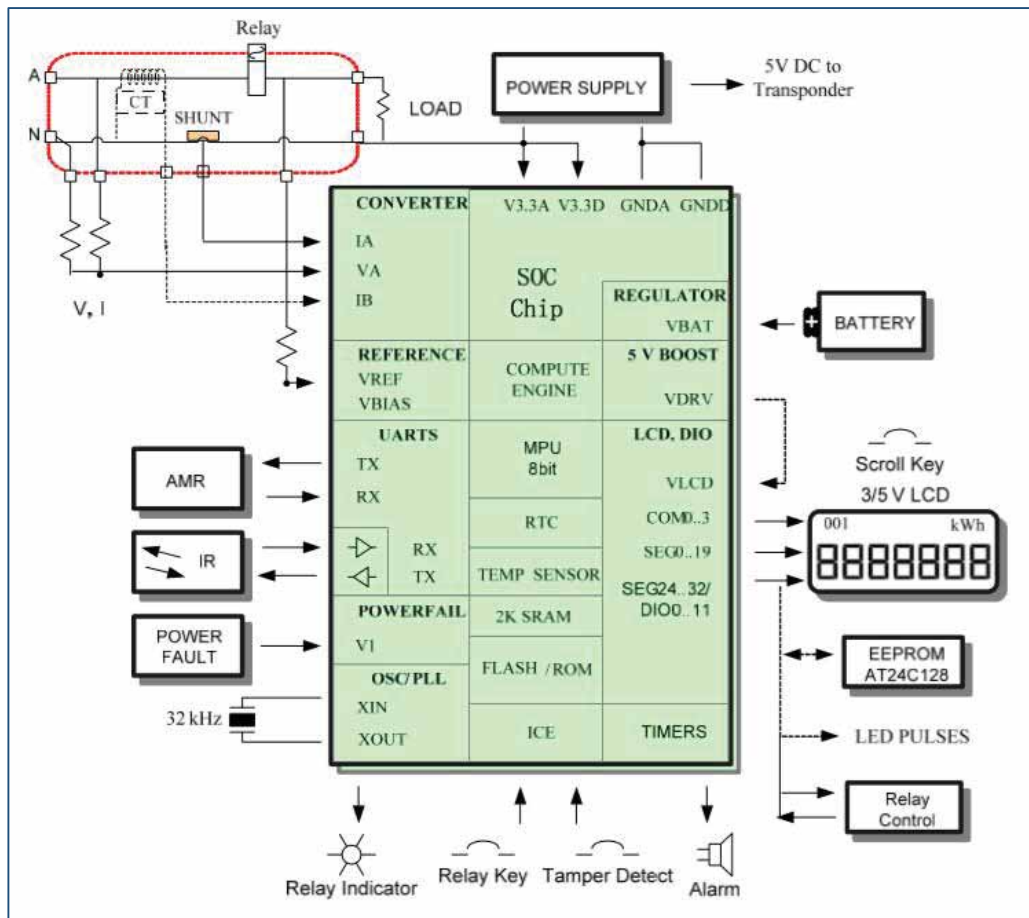 Relay
A
CT
SHUNT
N
LOAD
POWER SUPPLY
5V DC to
Transponder
V, I
CONVERTER
IA
VA
IB
V3.3A V3.3D GNDA GNDD
SOC
Chip
REGULATOR
VBAT
BATTERY
REFERENCE
VREF
VBIAS
COMPUTE
ENGINE
5 V BOOST
VDRV
UARTS
TX
RX
RX
TX
AMR
IR
MPU
8bit
RTC
TEMP SENSOR
2K SRAM
FLASH /ROM
ICE
LCD, DIO
VLCD
COM0..3
SEG0..19
SEG24..32/
DIO0..11
TIMERS
Scroll Key
3/5 V LCD
001 kWh
8888888
POWERFAIL
V1
POWER
FAULT
OSC/PLL
XIN
XOUT
32 kHz
EEPROM
AT24C128
LED PULSES
Relay
Control
Relay Indicator
Relay Key
Tamper Detect
Alarm